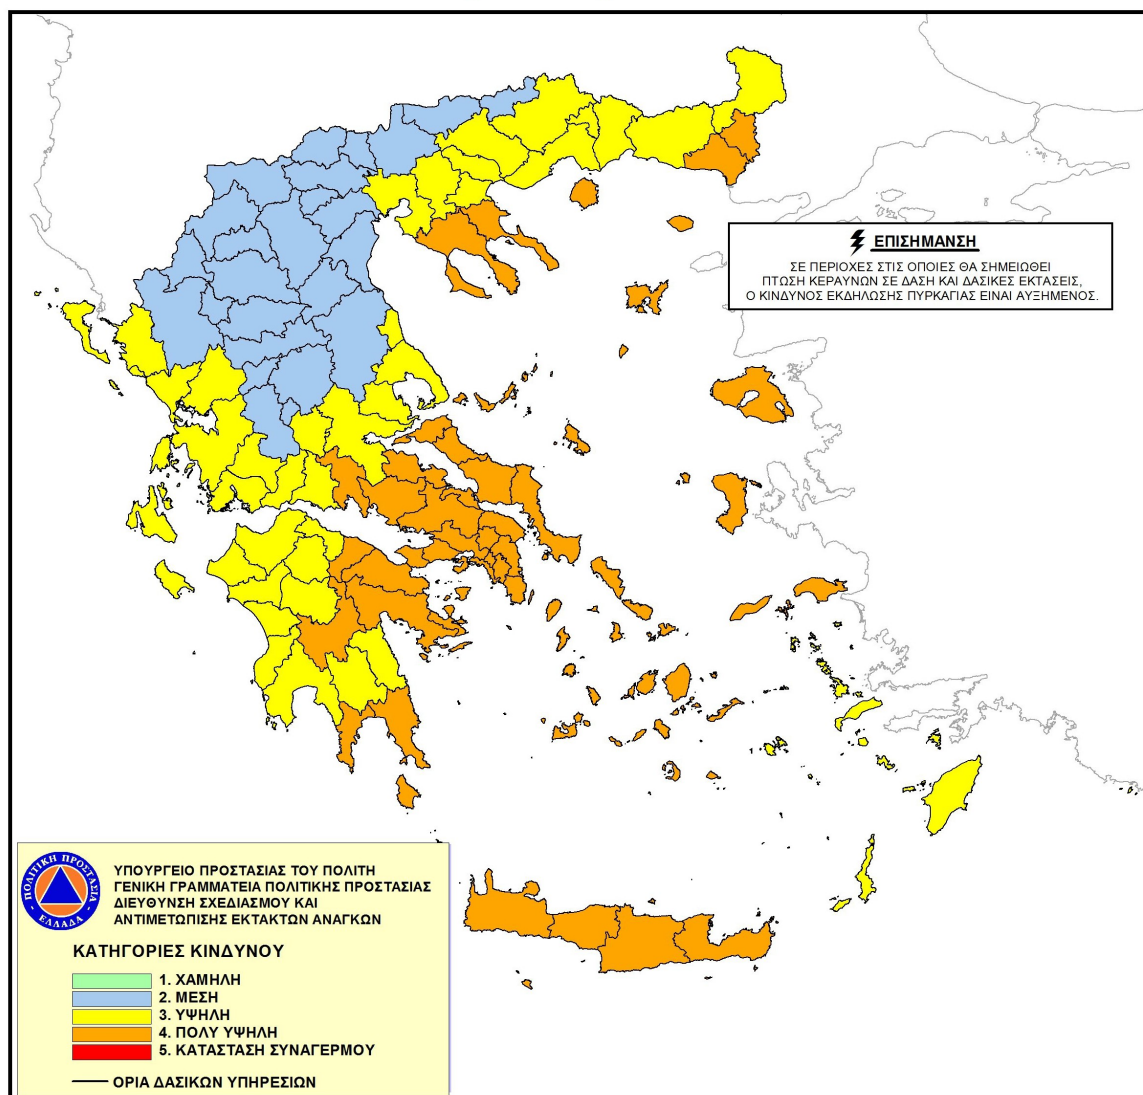 ΕΠΙΣΗΜΑΝΣΗ
ΣΕ ΠΕΡΙΟΧΕΣ ΣΤΙΣ ΟΠΟΙΕΣ ΘΑ ΣΗΜΕΙΩΘΕΙ
ΠΤΩΣΗ ΚΕΡΑΥΝΩΝ ΣΕ ΔΑΣΗ ΚΑΙ ΔΑΣΙΚΕΣ ΕΚΤΑΣΕΙΣ,
Ο ΚΙΝΔΥΝΟΣ ΕΚΔΗΛΩΣΗΣ ΠΥΡΚΑΓΙΑΣ ΕΙΝΑΙ ΑΥΞΗΜΕΝΟΣ.
ΠΟΛΙΤΙΚΗ ΠΡΟΣΤΑΣΙΑ
ΕΛΛΑΔΑ
ΥΠΟΥΡΓΕΙΟ ΠΡΟΣΤΑΣΙΑΣ ΤΟΥ ΠΟΛΙΤΗ
ΓΕΝΙΚΗ ΓΡΑΜΜΑΤΕΙΑ ΠΟΛΙΤΙΚΗΣ ΠΡΟΣΤΑΣΙΑΣ
ΔΙΕΥΘΥΝΣΗ ΣΧΕΔΙΑΣΜΟΥ ΚΑΙ
ΑΝΤΙΜΕΤΩΠΙΣΗΣ ΕΚΤΑΚΤΩΝ ΑΝΑΓΚΩΝ
ΚΑΤΗΓΟΡΙΕΣ ΚΙΝΔΥΝΟΥ
1. ΧΑΜΗΛΗ
2. ΜΕΣΗ
3. ΥΨΗΛΗ
4. ΠΟΛΥ ΥΨΗΛΗ
5. ΚΑΤΑΣΤΑΣΗ ΣΥΝΑΓΕΡΜΟΥ
ΟΡΙΑ ΔΑΣΙΚΩΝ ΥΠΗΡΕΣΙΩΝ